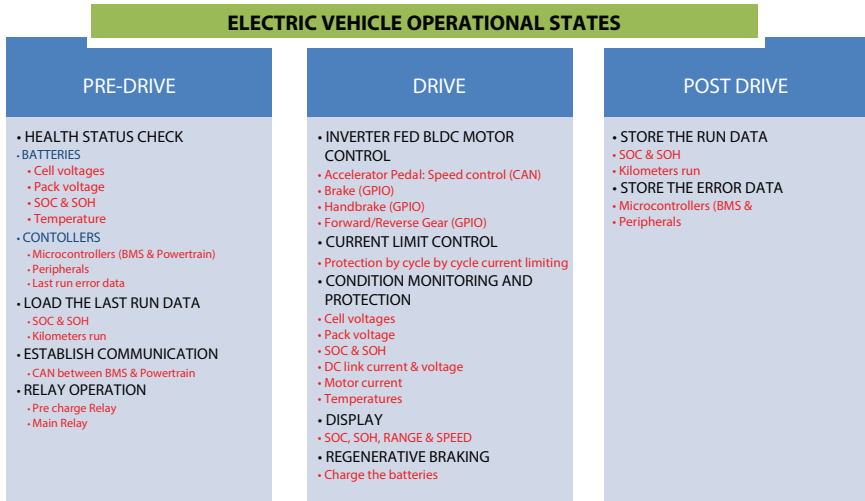 ELECTRIC VEHICLE OPERATIONAL STATES
PRE-DRIVE
• HEALTH STATUS CHECK
• BATTERIES
• Cell voltages
• Pack voltage
• SOC & SOH
• Temperature
• CONTOLLERS
• Microcontrollers (BMS & Powertrain)
• Peripherals
• Last run error data
• LOAD THE LAST RUN DATA
• SOC & SOH
• Kilometers run
• ESTABLISH COMMUNICATION
• CAN between BMS & Powertrain
• RELAY OPERATION
• Pre charge Relay
• Main Relay
DRIVE
• INVERTER FED BLDC MOTOR
CONTROL
• Accelerator Pedal: Speed control (CAN)
• Brake (GPIO)
• Handbrake (GPIO)
• Forward/Reverse Gear (GPIO)
• CURRENT LIMIT CONTROL
• Protection by cycle by cycle current limiting
• CONDITION MONITORING AND
PROTECTION
• Cell voltages
• Pack voltage
• SOC & SOH
• DC link current & voltage
• Motor current
• Temperatures
• DISPLAY
• SOC, SOH, RANGE & SPEED
• REGENERATIVE BRAKING
• Charge the batteries
POST DRIVE
• STORE THE RUN DATA
• SOC & SOH
• Kilometers run
• STORE THE ERROR DATA
• Microcontrollers (BMS &
• Peripherals